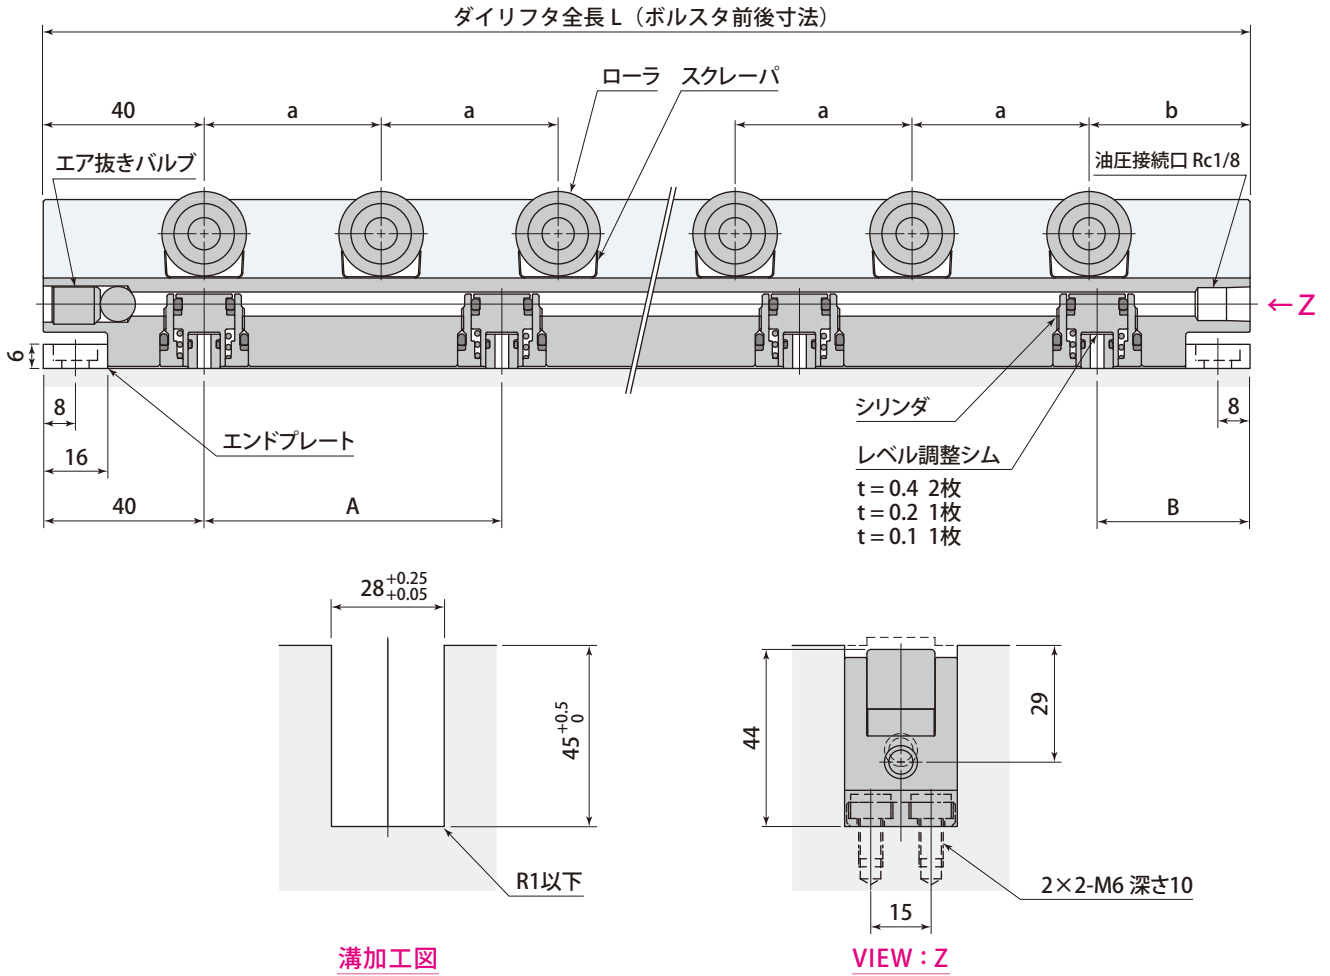 ダイリフタ全長 L（ボルスタ前後寸法）
ローラ スクレーパ
40 a a a a b
エア抜きバルブ
油圧接続口 Rc1/8
←Z
6
8
8
エンドプレート
シリンダ
16
レベル調整シム
t＝0.4 2枚
t＝0.2 1枚
t＝0.1 1枚
40 A B
28 +0.25 +0.05
45 +0.5 0
R1以下
溝加工図
44
29
2×2-M6 深さ10
15
VIEW：Z